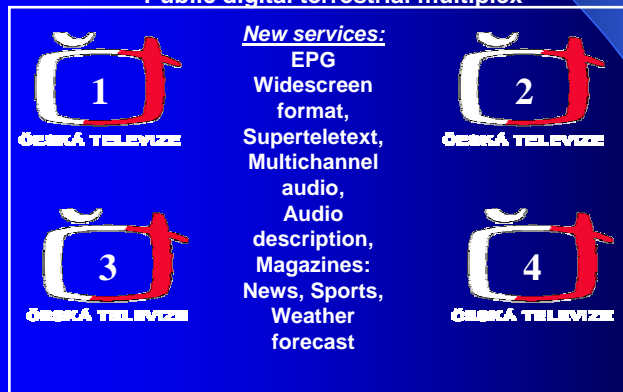 Public digital terrestrial multiplex
1
ČESKÁ TELEVIZE
New services:
EPG
Widescreen
format,
Superteletext,
Multichannel
audio,
Audio
description,
Magazines:
News, Sports,
Weather
forecast
2
ČESKÁ TELEVIZE
3
ČESKÁ TELEVIZE
4
ČESKÁ TELEVIZE